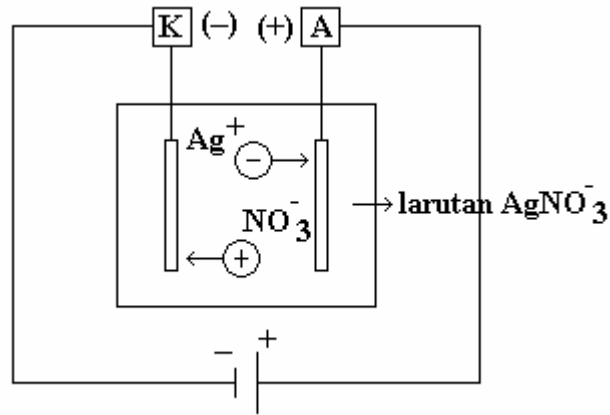 K (–) (+) A
Ag⁺
− →
NO₃⁻
← +
→ larutan AgNO₃⁻
− +